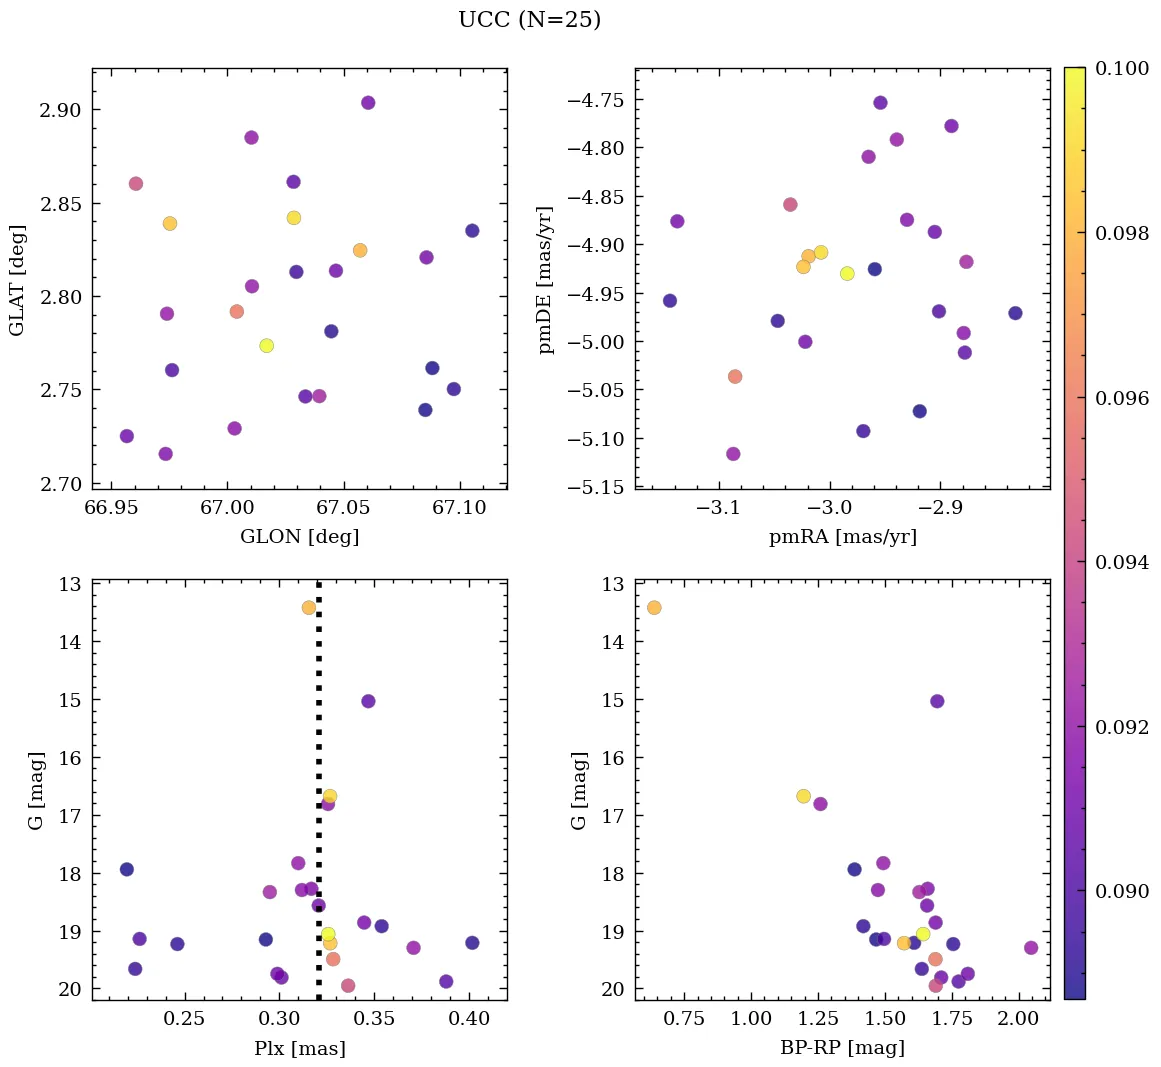 UCC (N=25)
2.90
2.85
2.80
2.75
2.70
GLAT [deg]
66.95 67.00 67.05 67.10
GLON [deg]
−4.75
−4.80
−4.85
−4.90
−4.95
−5.00
−5.05
−5.10
−5.15
pmDE [mas/yr]
−3.1 −3.0 −2.9
pmRA [mas/yr]
13
14
15
16
17
18
19
20
G [mag]
0.25 0.30 0.35 0.40
Plx [mas]
13
14
15
16
17
18
19
20
G [mag]
0.75 1.00 1.25 1.50 1.75 2.00
BP-RP [mag]
0.100
0.098
0.096
0.094
0.092
0.090